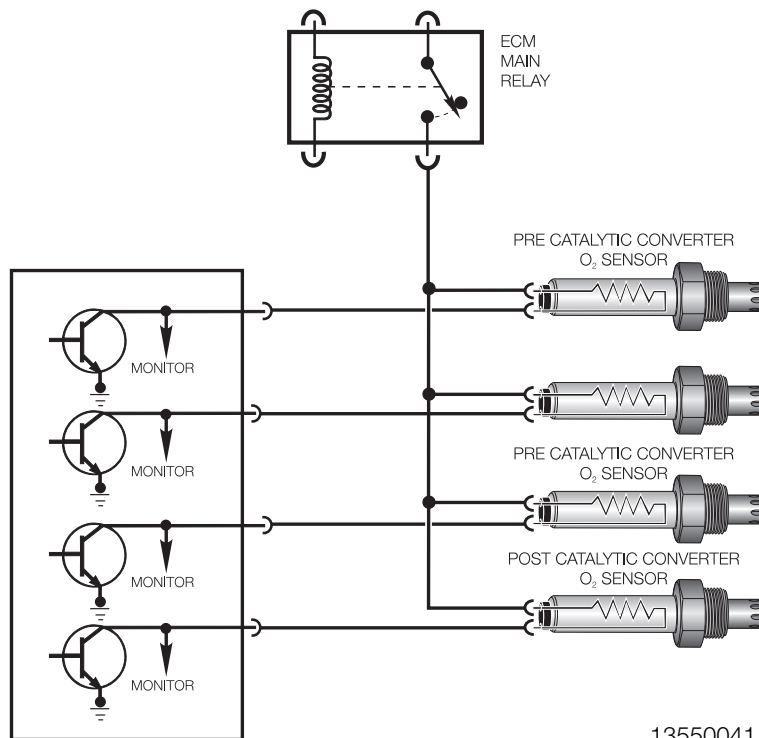 ECM
MAIN
RELAY
PRE CATALYTIC CONVERTER
O₂ SENSOR
MONITOR
MONITOR
PRE CATALYTIC CONVERTER
O₂ SENSOR
MONITOR
POST CATALYTIC CONVERTER
O₂ SENSOR
MONITOR
13550041